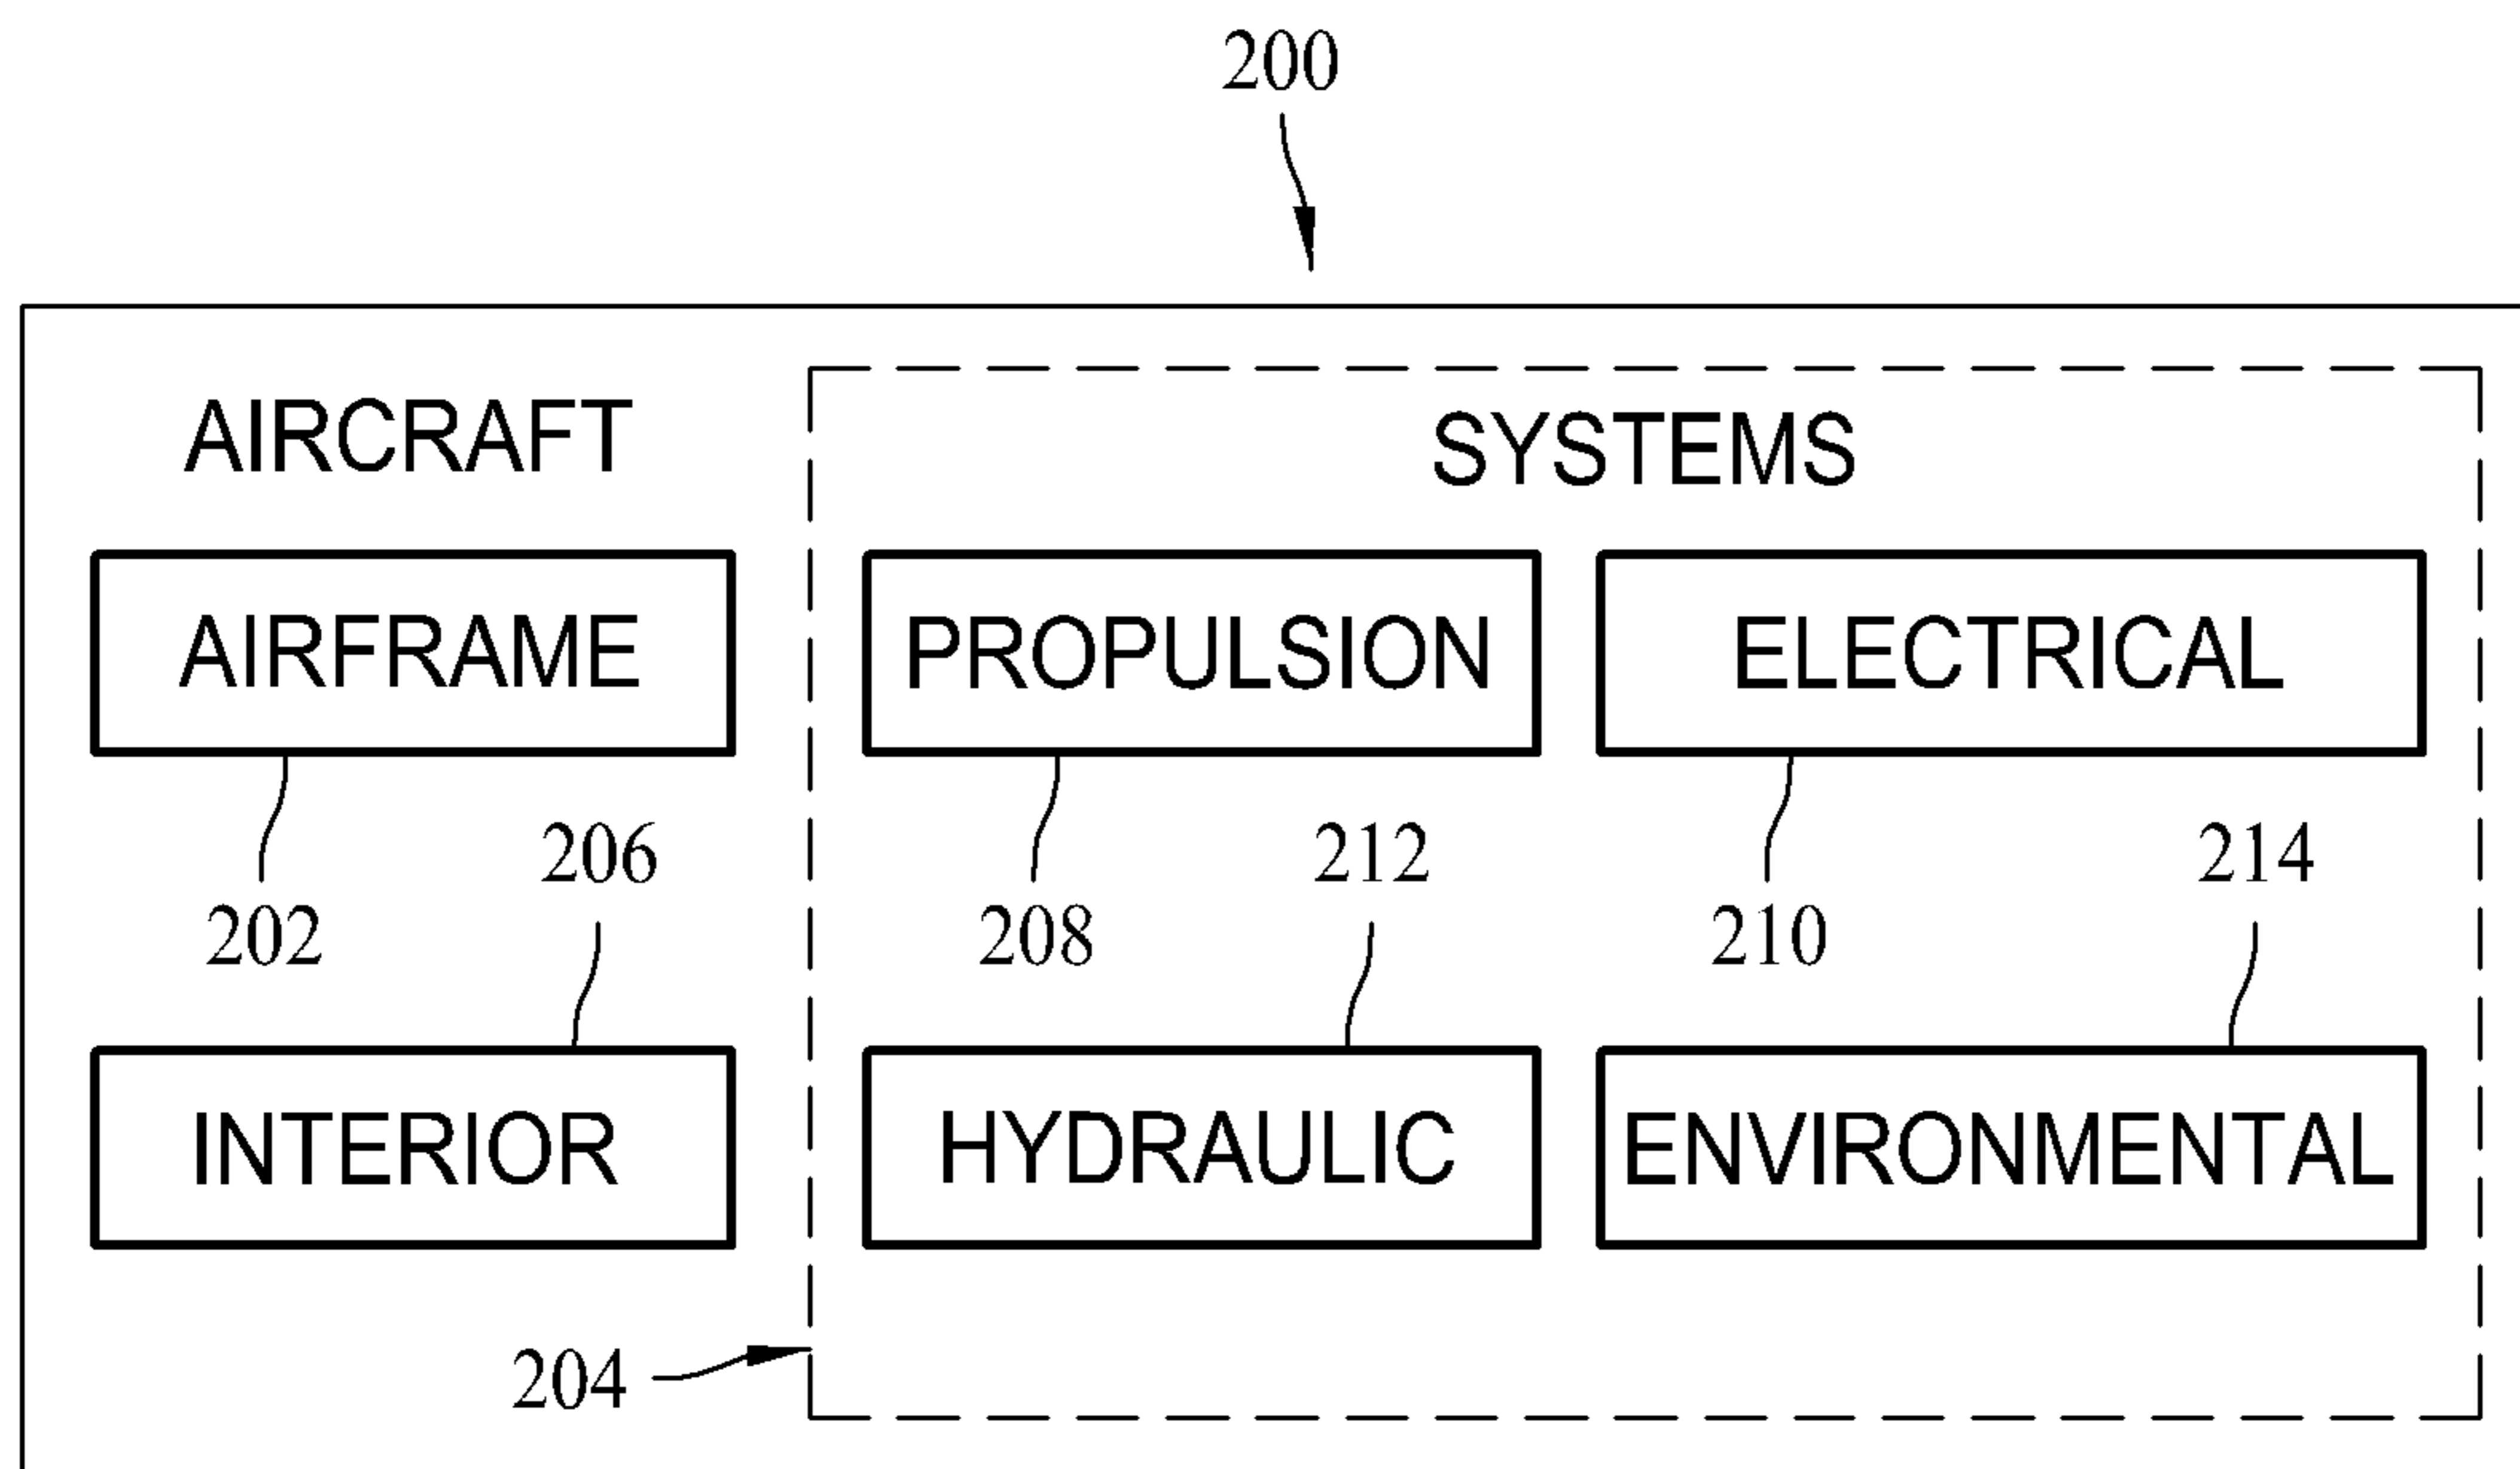 200
AIRCRAFT
SYSTEMS
AIRFRAME
PROPULSION
ELECTRICAL
206
212
214
202
208
210
INTERIOR
HYDRAULIC
ENVIRONMENTAL
204